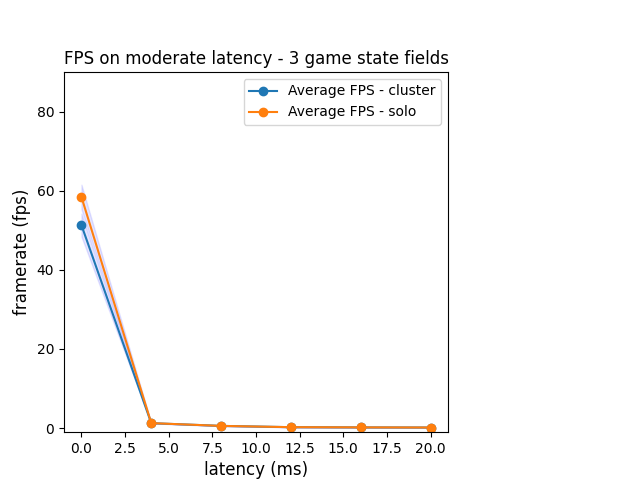 FPS on moderate latency - 3 game state fields
Average FPS - cluster
Average FPS - solo
framerate (fps)
80
60
40
20
0
0.0 2.5 5.0 7.5 10.0 12.5 15.0 17.5 20.0
latency (ms)